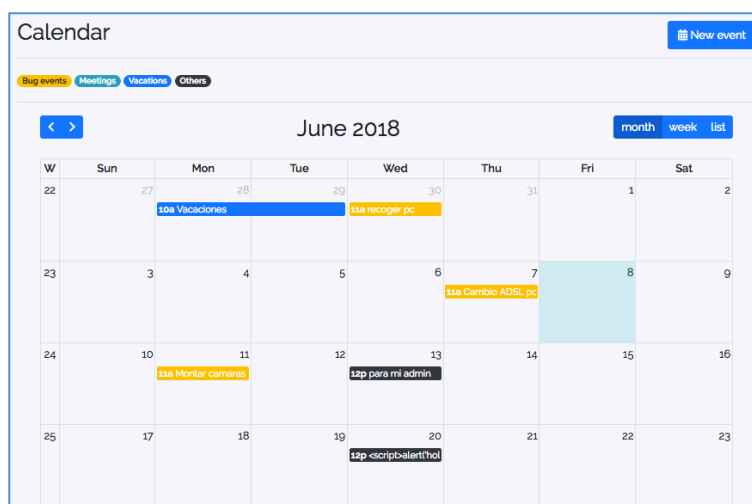 Calendar
New event
Bug events Meetings Vacations Others
June 2018
month week list
W Sun Mon Tue Wed Thu Fri Sat
22 27 28 29 30 31 1 2
10a Vacaciones 11a recoger pc
23 3 4 5 6 7 8 9
11a Cambio ADSL pc
24 10 11 12 13 14 15 16
11a Montar camaras 12p para mi admin
25 17 18 19 20 21 22 23
12p <script>alert('hol